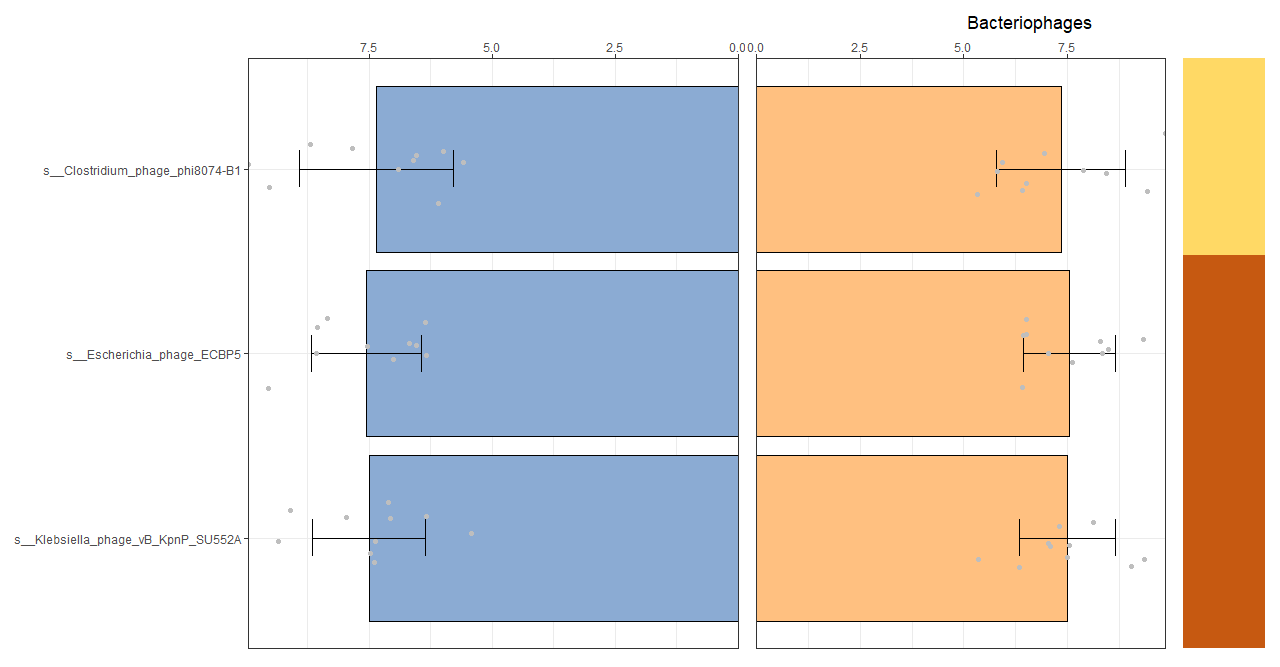 Bacteriophages
7.5 5.0 2.5 0.0 0.0 2.5 5.0 7.5
s__Clostridium_phage_phi8074-B1
s__Escherichia_phage_ECBP5
s__Klebsiella_phage_vB_KpnP_SU552A